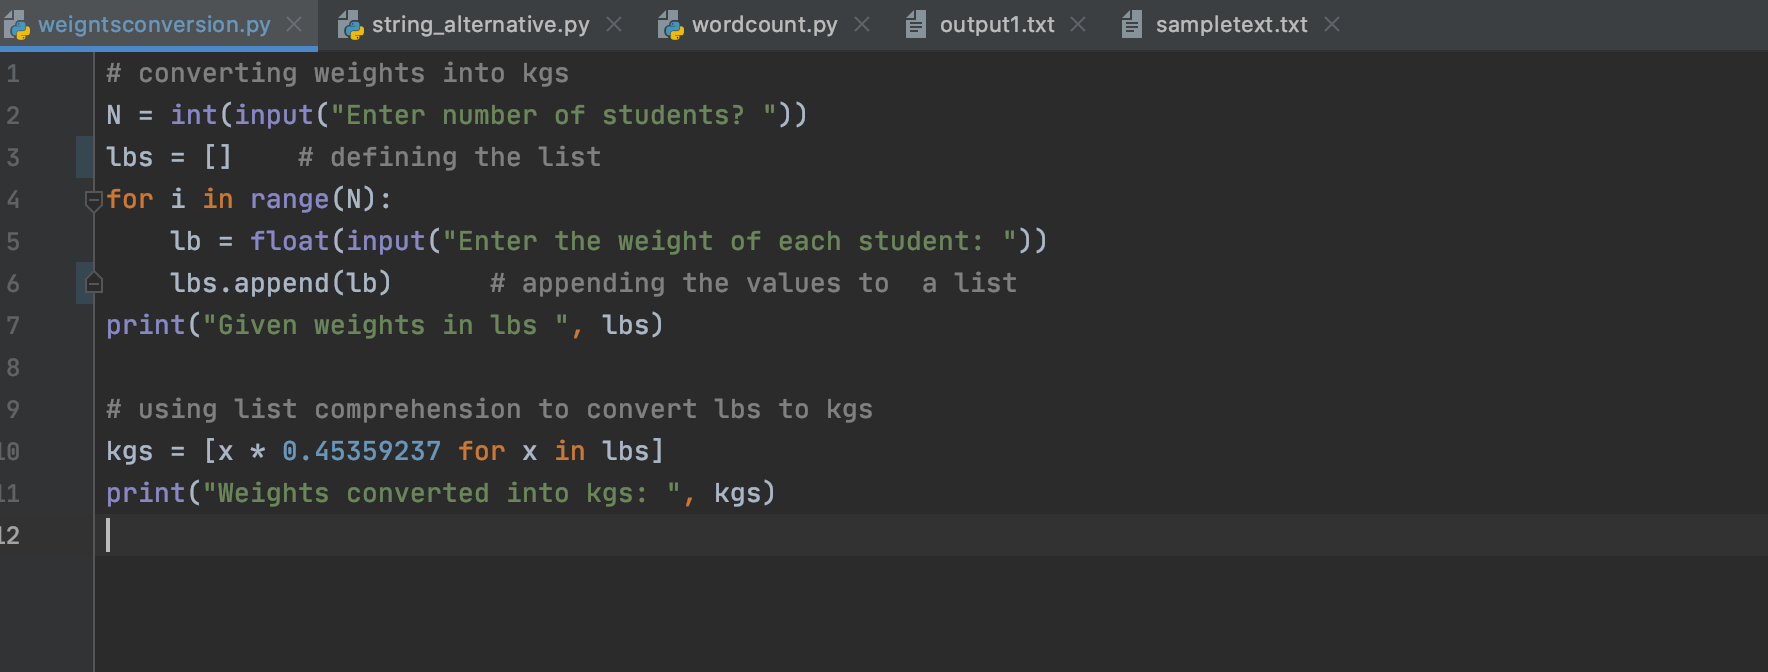 weigntsconversion.py string_alternative.py wordcount.py output1.txt sampletext.txt
1 # converting weights into kgs
2 N = int(input("Enter number of students? "))
3 lbs = []    # defining the list
4 for i in range(N):
5     lb = float(input("Enter the weight of each student: "))
6     lbs.append(lb)      # appending the values to  a list
7 print("Given weights in lbs ", lbs)
8
9 # using list comprehension to convert lbs to kgs
10 kgs = [x * 0.45359237 for x in lbs]
11 print("Weights converted into kgs: ", kgs)
12